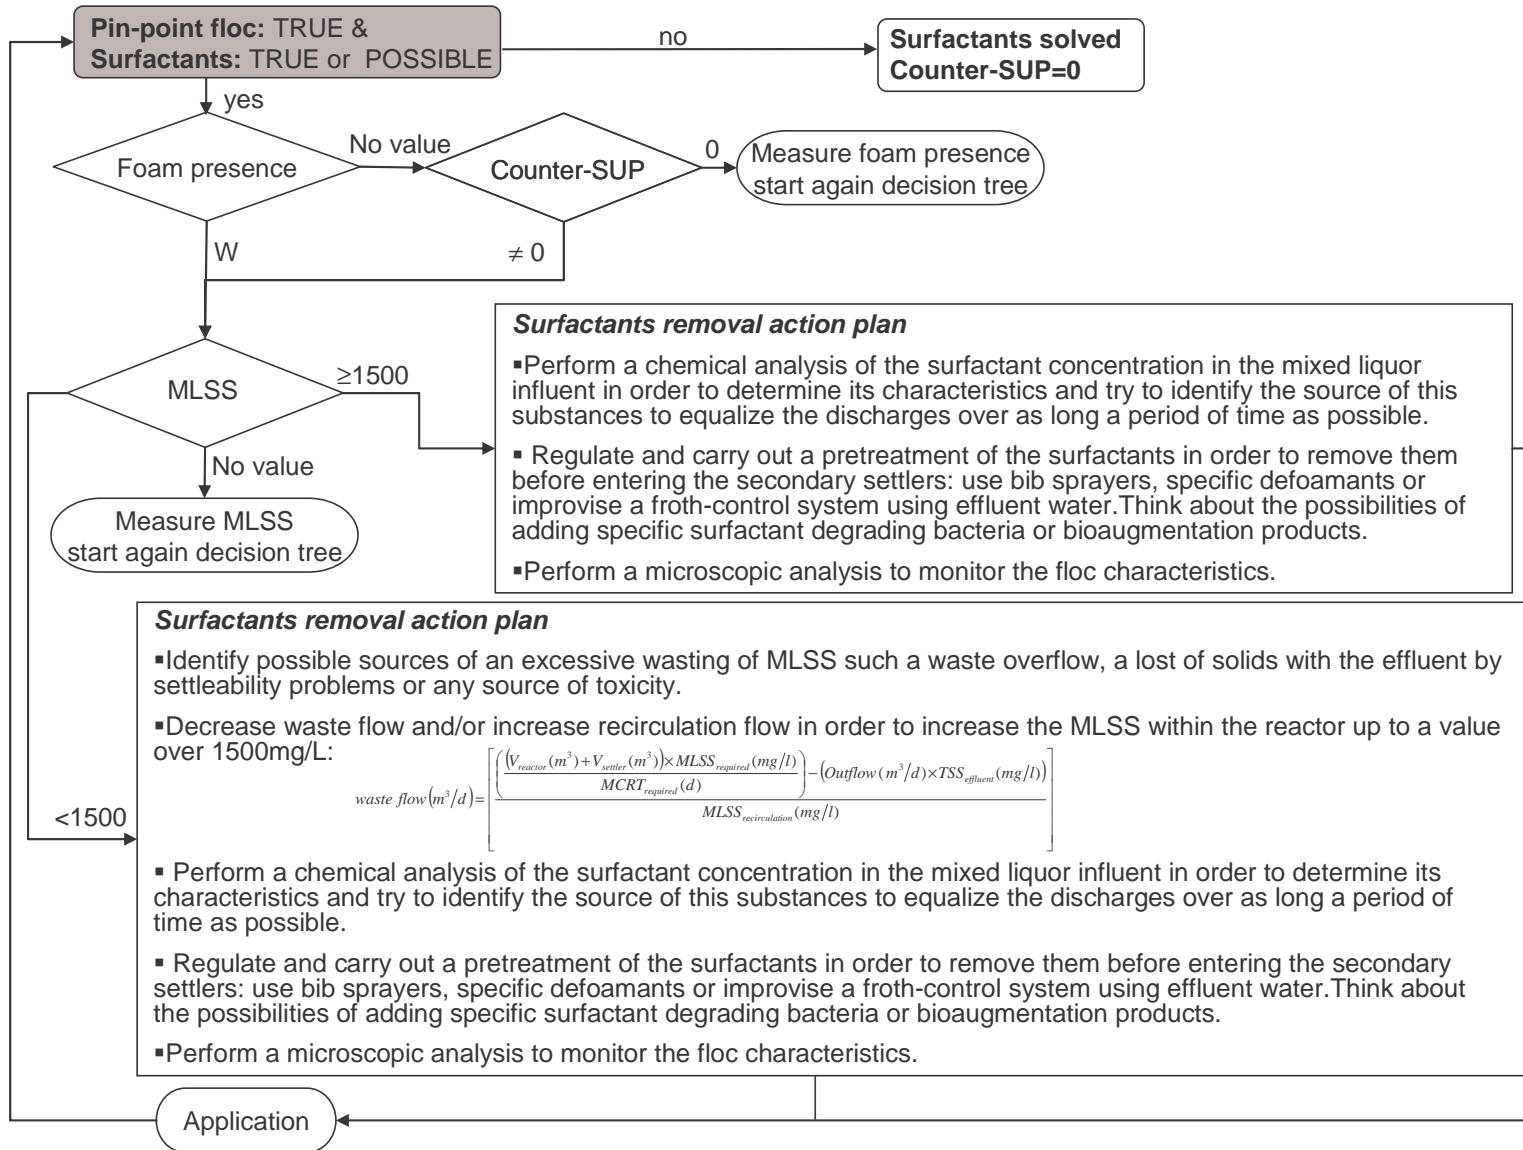 Pin-point floc: TRUE &
Surfactants: TRUE or POSSIBLE
no
Surfactants solved
Counter-SUP=0
yes
Foam presence
No value
Counter-SUP
0
Measure foam presence
start again decision tree
W
≠ 0
MLSS
≥1500
No value
Measure MLSS
start again decision tree
Surfactants removal action plan
▪Perform a chemical analysis of the surfactant concentration in the mixed liquor
influent in order to determine its characteristics and try to identify the source of this
substances to equalize the discharges over as long a period of time as possible.
▪ Regulate and carry out a pretreatment of the surfactants in order to remove them
before entering the secondary settlers: use bib sprayers, specific defoamants or
improvise a froth-control system using effluent water.Think about the possibilities of
adding specific surfactant degrading bacteria or bioaugmentation products.
▪Perform a microscopic analysis to monitor the floc characteristics.
<1500
Surfactants removal action plan
▪Identify possible sources of an excessive wasting of MLSS such a waste overflow, a lost of solids with the effluent by
settleability problems or any source of toxicity.
▪Decrease waste flow and/or increase recirculation flow in order to increase the MLSS within the reactor up to a value
over 1500mg/L:
waste flow(m³/d)=[(((V_reactor(m³)+V_settler(m³))×MLSS_required(mg/l))/(MCRT_required(d)))−(Outflow(m³/d)×TSS_effluent(mg/l))]/MLSS_recirculation(mg/l)
▪ Perform a chemical analysis of the surfactant concentration in the mixed liquor influent in order to determine its
characteristics and try to identify the source of this substances to equalize the discharges over as long a period of
time as possible.
▪ Regulate and carry out a pretreatment of the surfactants in order to remove them before entering the secondary
settlers: use bib sprayers, specific defoamants or improvise a froth-control system using effluent water.Think about
the possibilities of adding specific surfactant degrading bacteria or bioaugmentation products.
▪Perform a microscopic analysis to monitor the floc characteristics.
Application